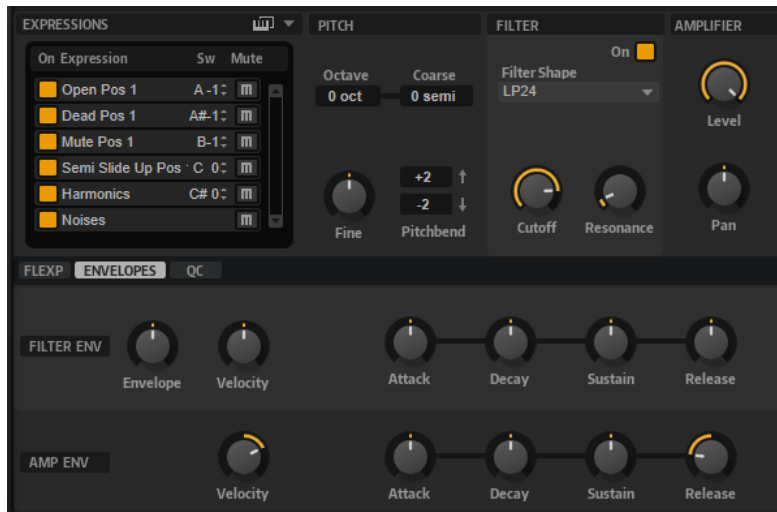 EXPRESSIONS
On Expression Sw Mute
Open Pos 1 A -1 m
Dead Pos 1 A#-1 m
Mute Pos 1 B-1 m
Semi Slide Up Pos C 0 m
Harmonics C# 0 m
Noises m
PITCH
Octave Coarse
0 oct 0 semi
+2
-2
Fine Pitchbend
FILTER
On
Filter Shape
LP24
Cutoff Resonance
AMPLIFIER
Level
Pan
FLEXP ENVELOPES QC
FILTER ENV
Envelope Velocity Attack Decay Sustain Release
AMP ENV
Velocity Attack Decay Sustain Release